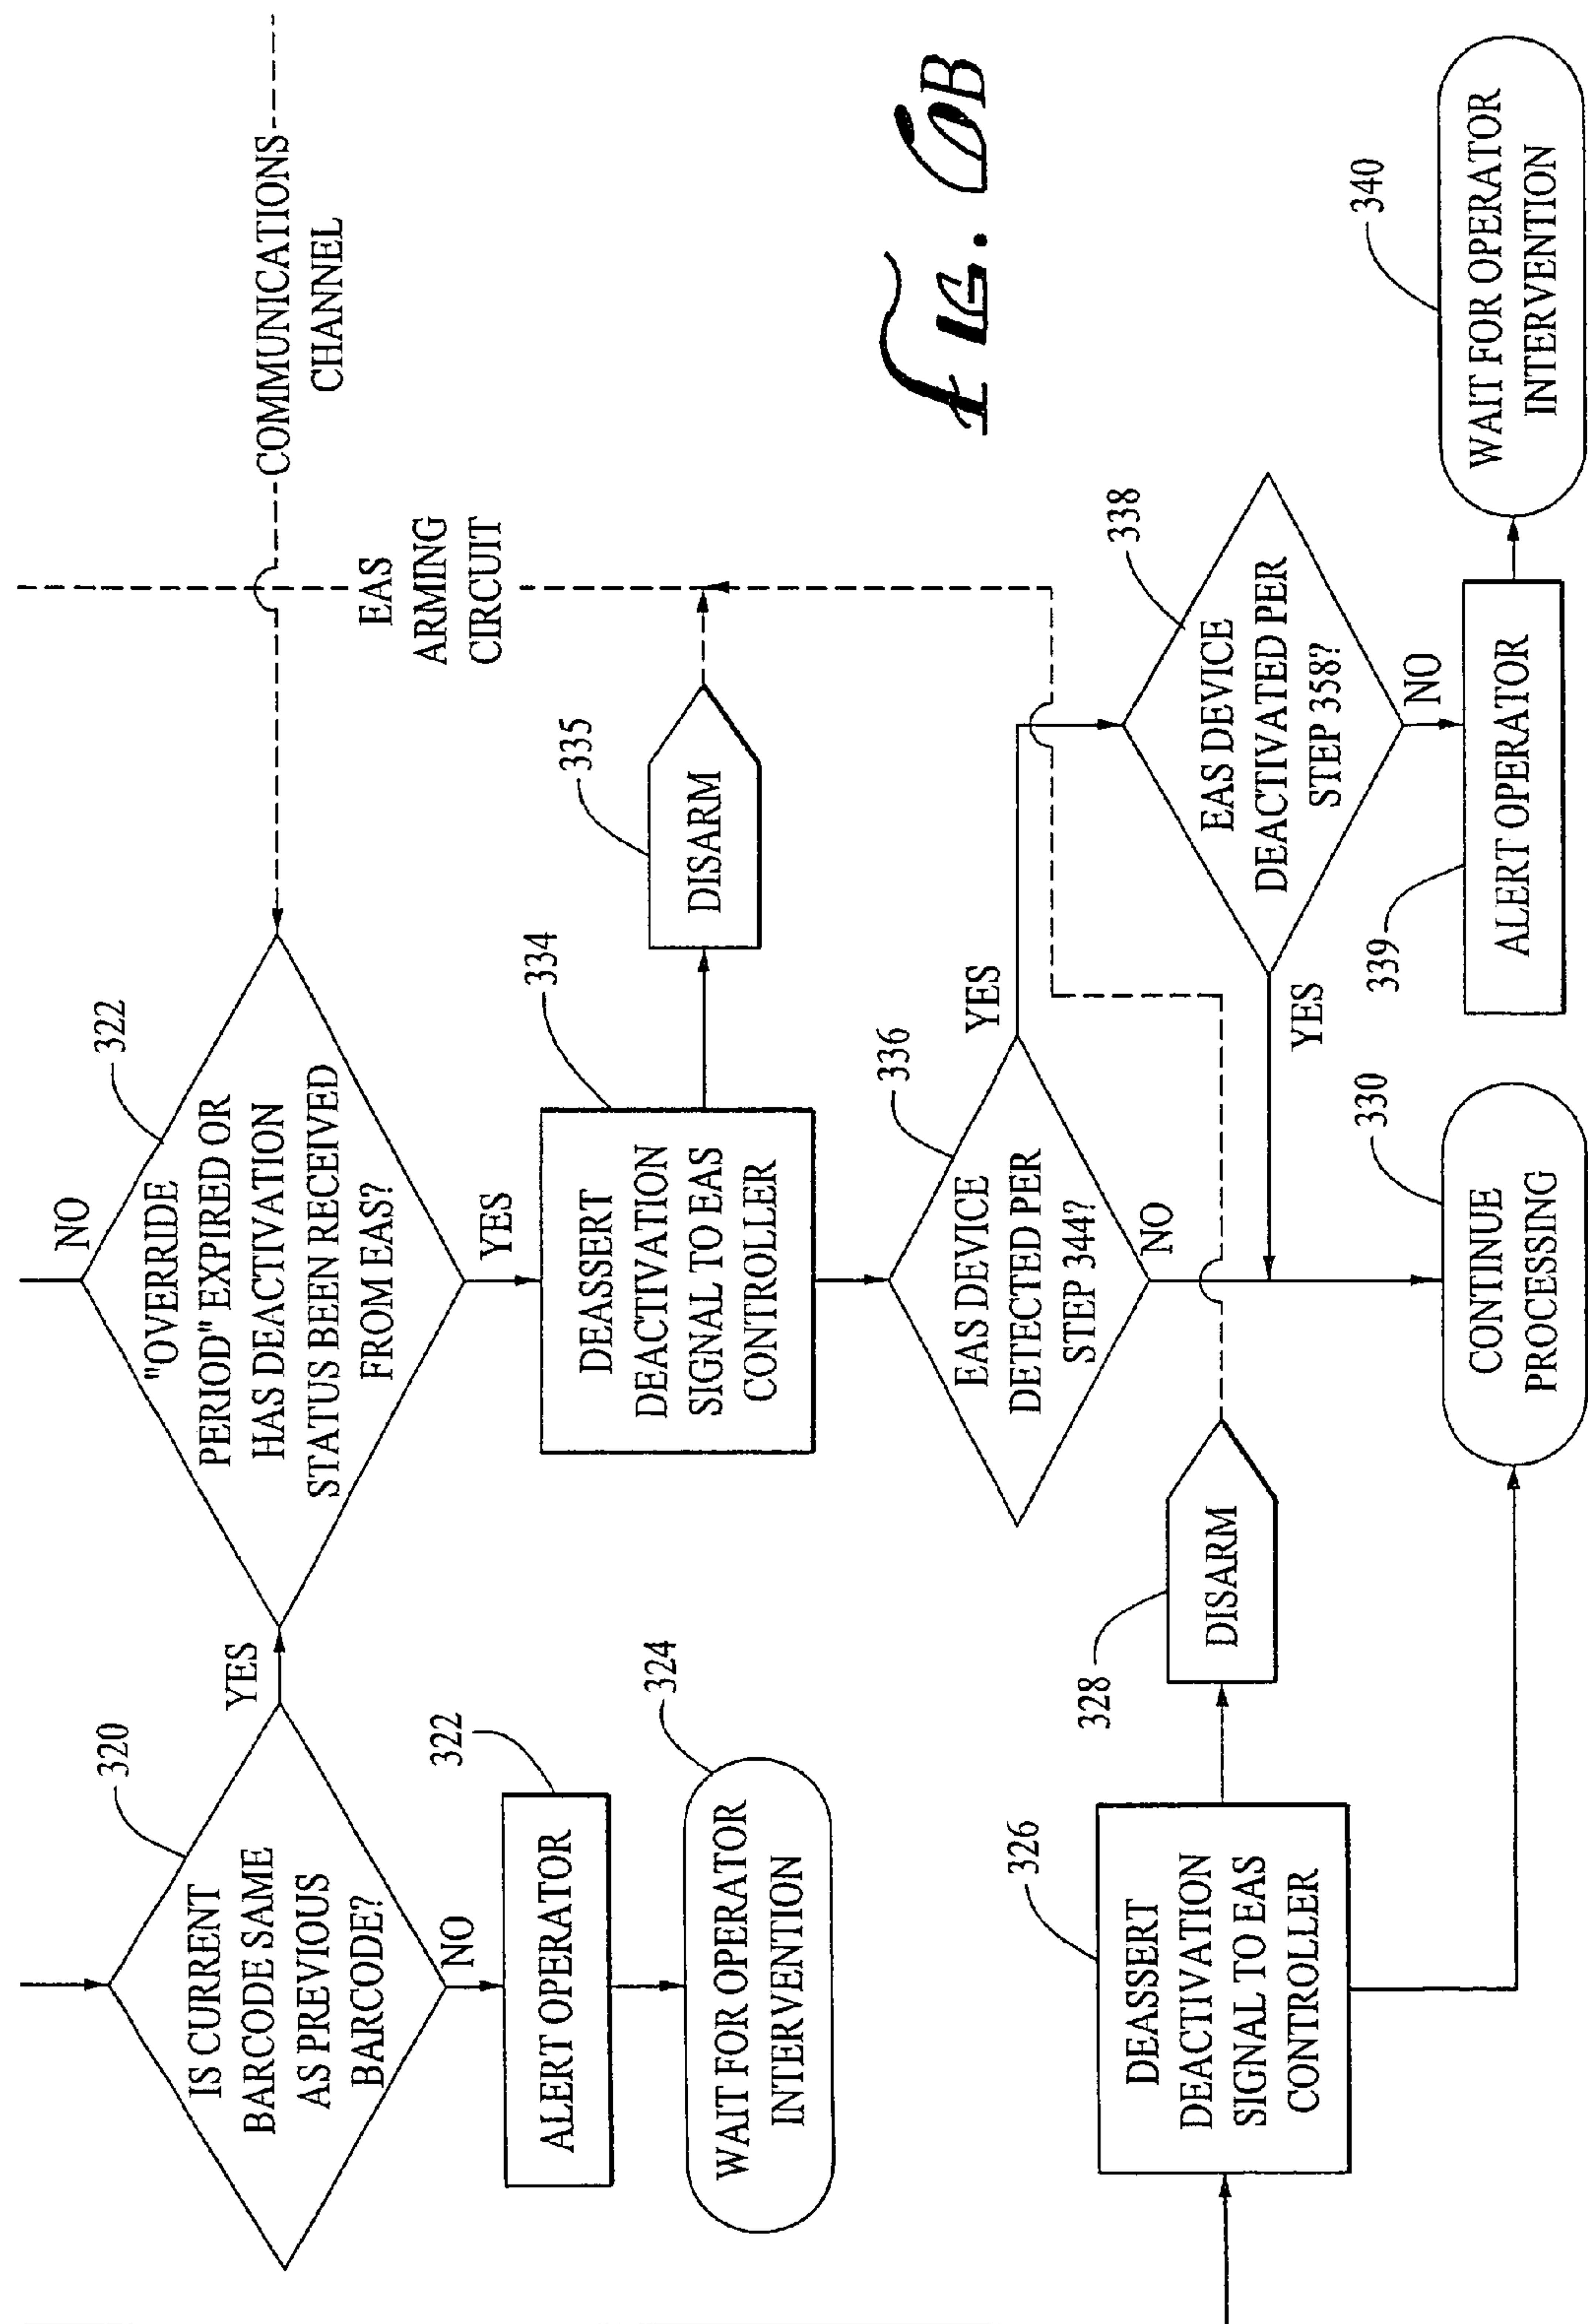 NO
COMMUNICATIONS
CHANNEL
320
IS CURRENT
BARCODE SAME
AS PREVIOUS
BARCODE?
YES
322
"OVERRIDE
PERIOD" EXPIRED OR
HAS DEACTIVATION
STATUS BEEN RECEIVED
FROM EAS?
EAS
ARMING
CIRCUIT
NO
322
ALERT OPERATOR
324
WAIT FOR OPERATOR
INTERVENTION
YES
334
DEASSERT
DEACTIVATION
SIGNAL TO EAS
CONTROLLER
335
DISARM
336
EAS DEVICE
DETECTED PER
STEP 344?
YES
NO
338
EAS DEVICE
DEACTIVATED PER
STEP 358?
YES
NO
326
DEASSERT
DEACTIVATION
SIGNAL TO EAS
CONTROLLER
328
DISARM
330
CONTINUE
PROCESSING
339
ALERT OPERATOR
340
WAIT FOR OPERATOR
INTERVENTION
FIG. 6B